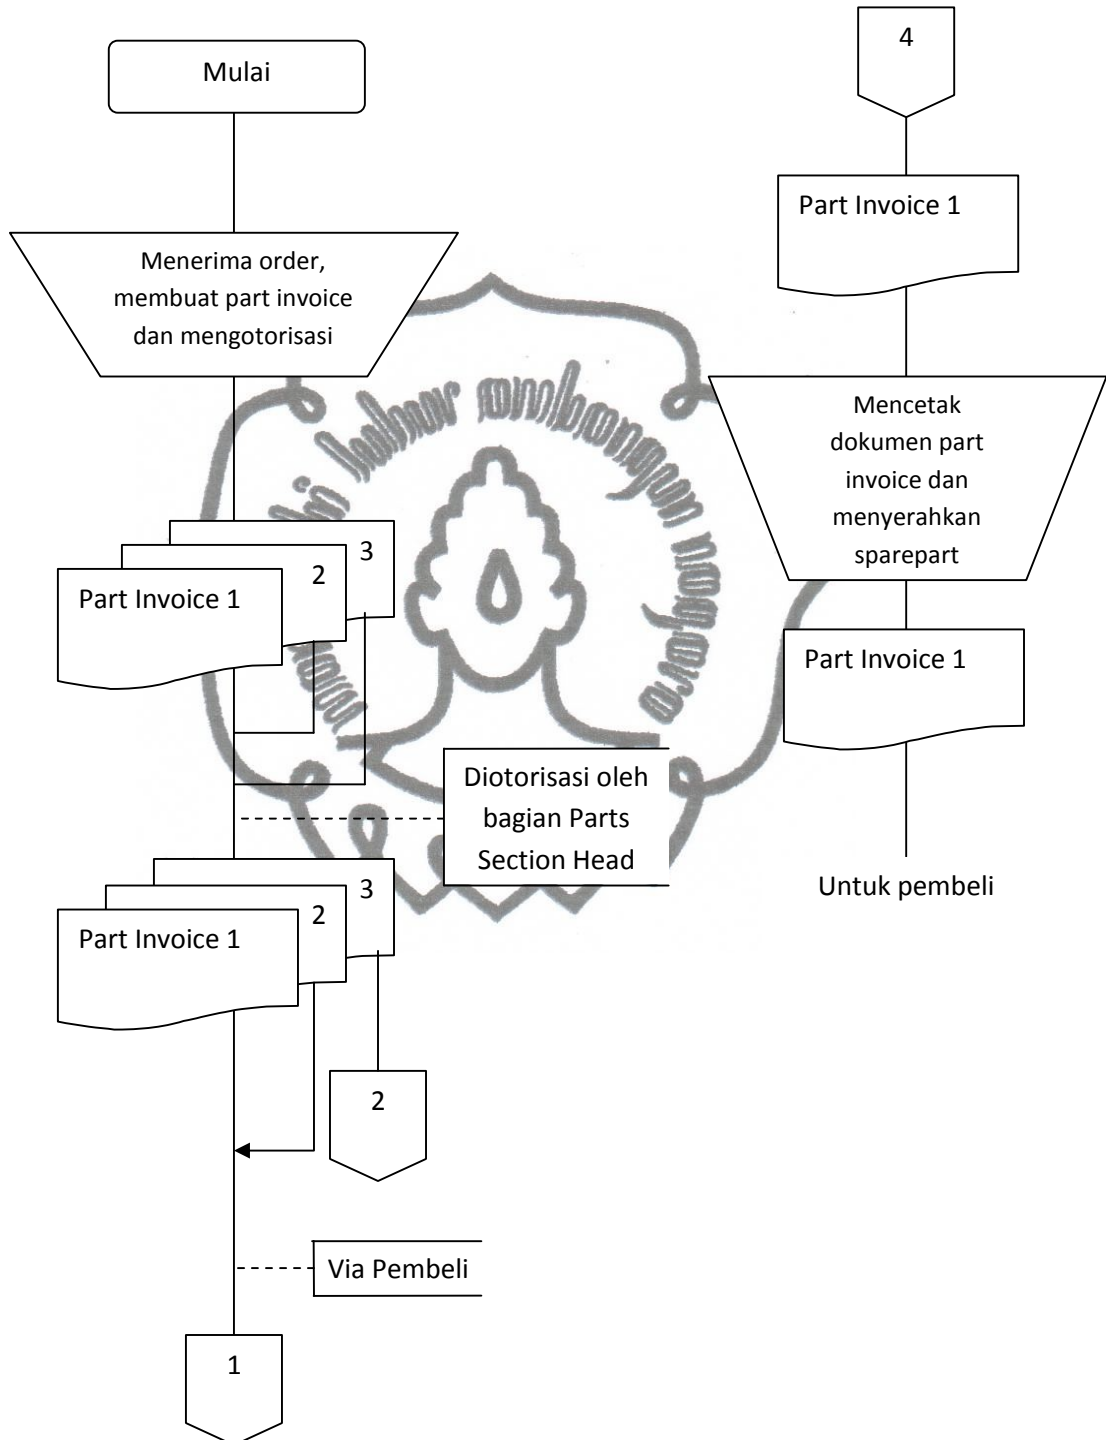 Mulai
Menerima order,
membuat part invoice
dan mengotorisasi
3
2
Part Invoice 1
Diotorisasi oleh
bagian Parts
Section Head
3
2
Part Invoice 1
2
Via Pembeli
1
4
Part Invoice 1
Mencetak
dokumen part
invoice dan
menyerahkan
sparepart
Part Invoice 1
Untuk pembeli